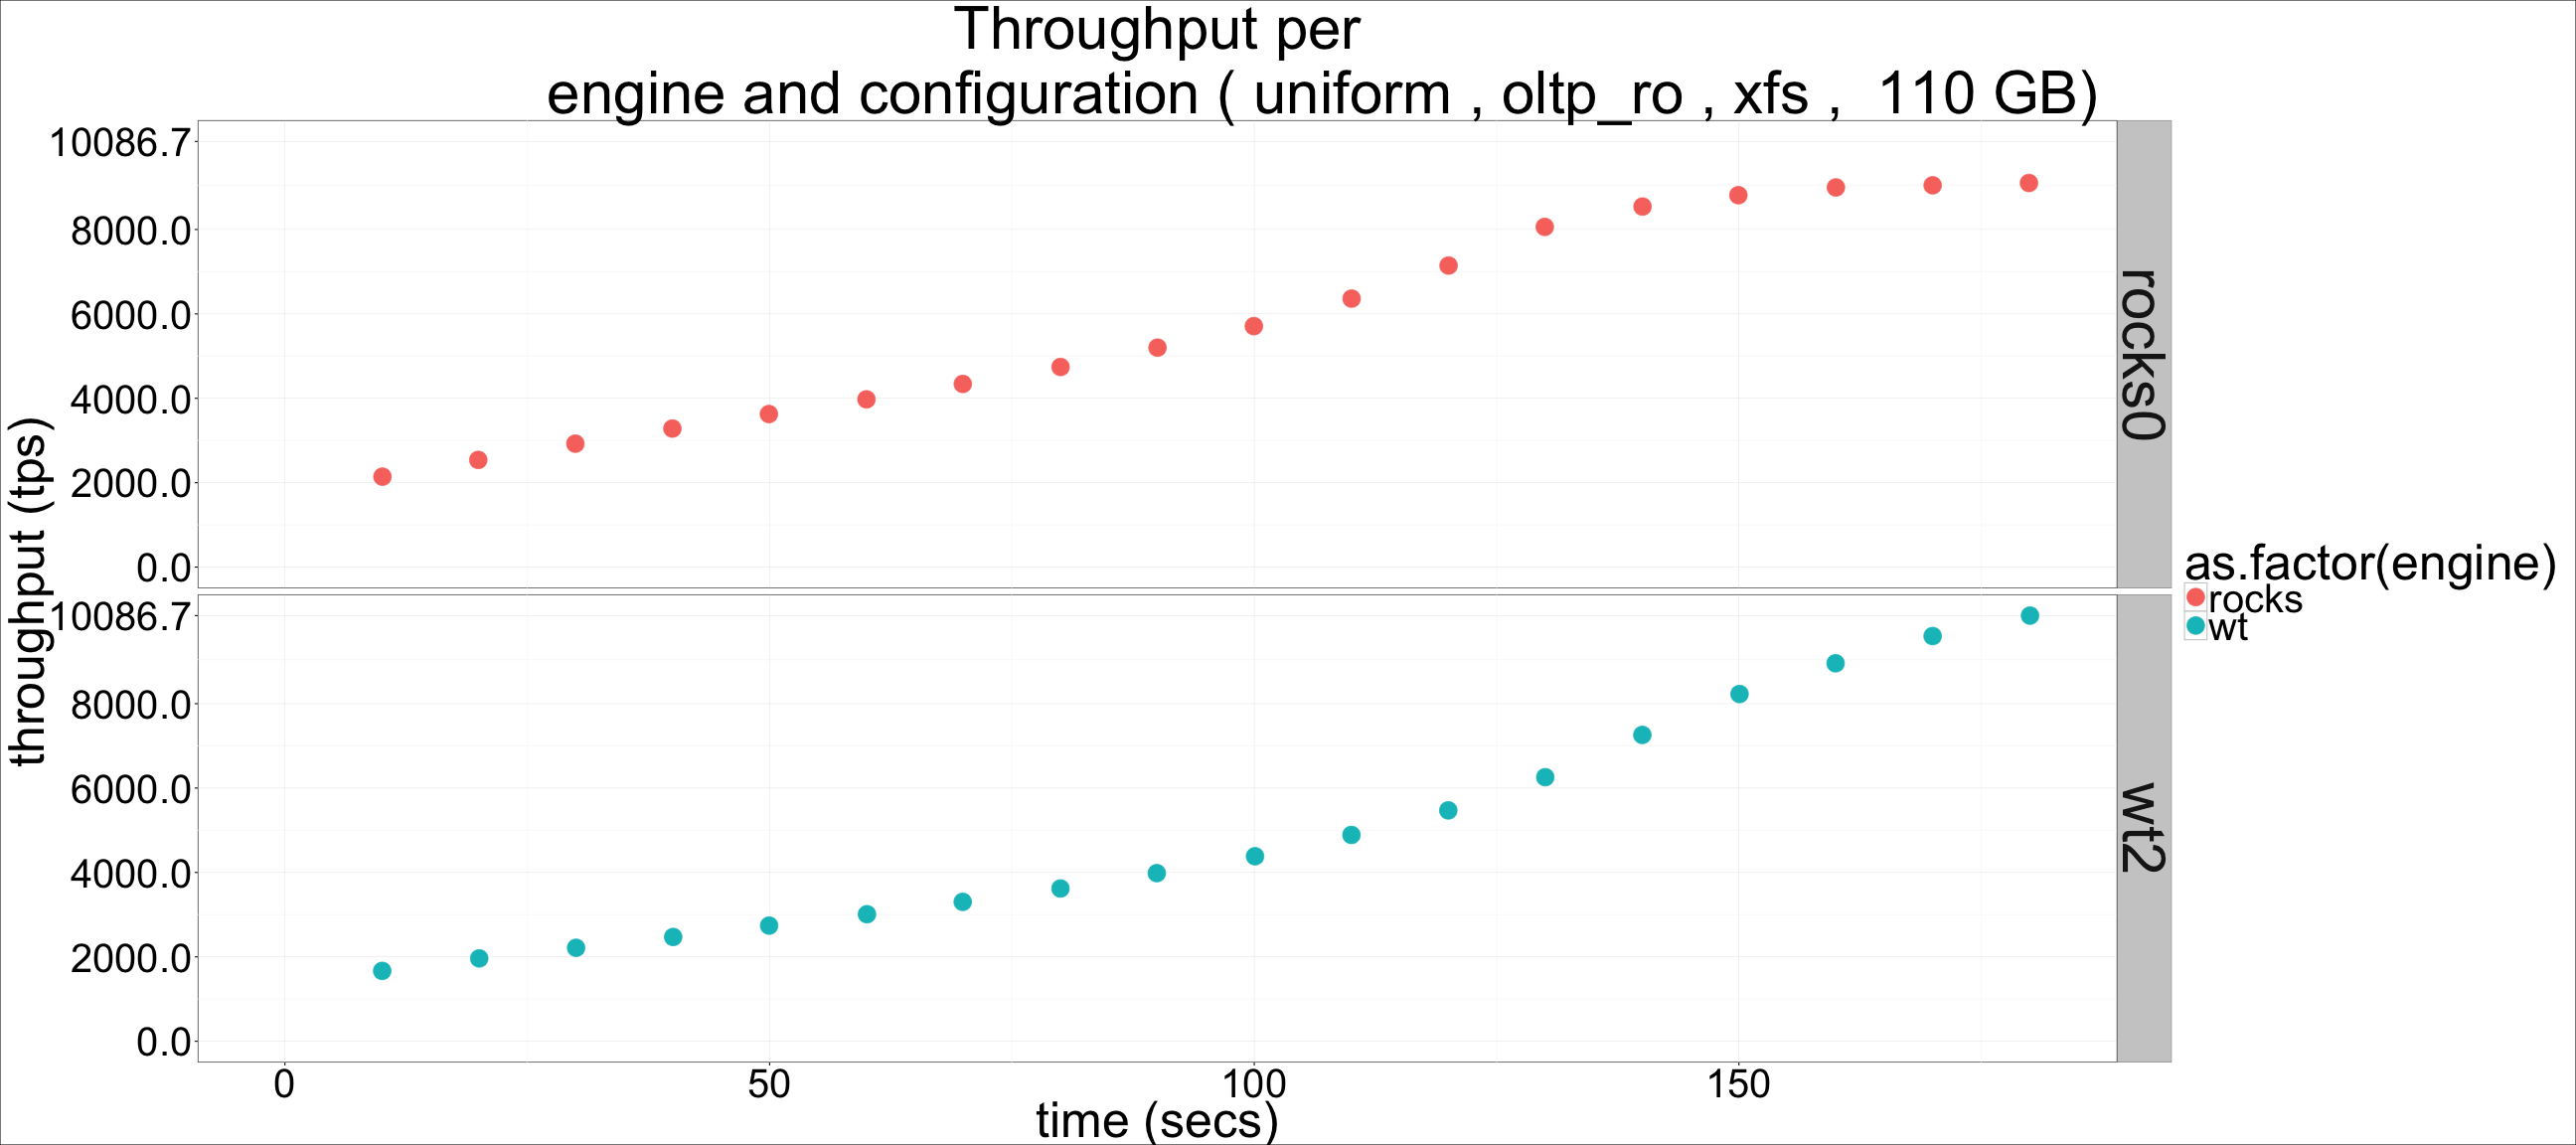 Throughput per
engine and configuration ( uniform , oltp_ro , xfs ,  110 GB)
throughput (tps)
10086.7
8000.0
6000.0
4000.0
2000.0
0.0
rocks0
10086.7
8000.0
6000.0
4000.0
2000.0
0.0
wt2
0 50 100 150
time (secs)
as.factor(engine)
rocks
wt